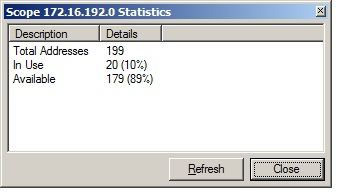 Scope 172.16.192.0 Statistics
Description Details
Total Addresses 199
In Use 20 (10%)
Available 179 (89%)
Refresh Close